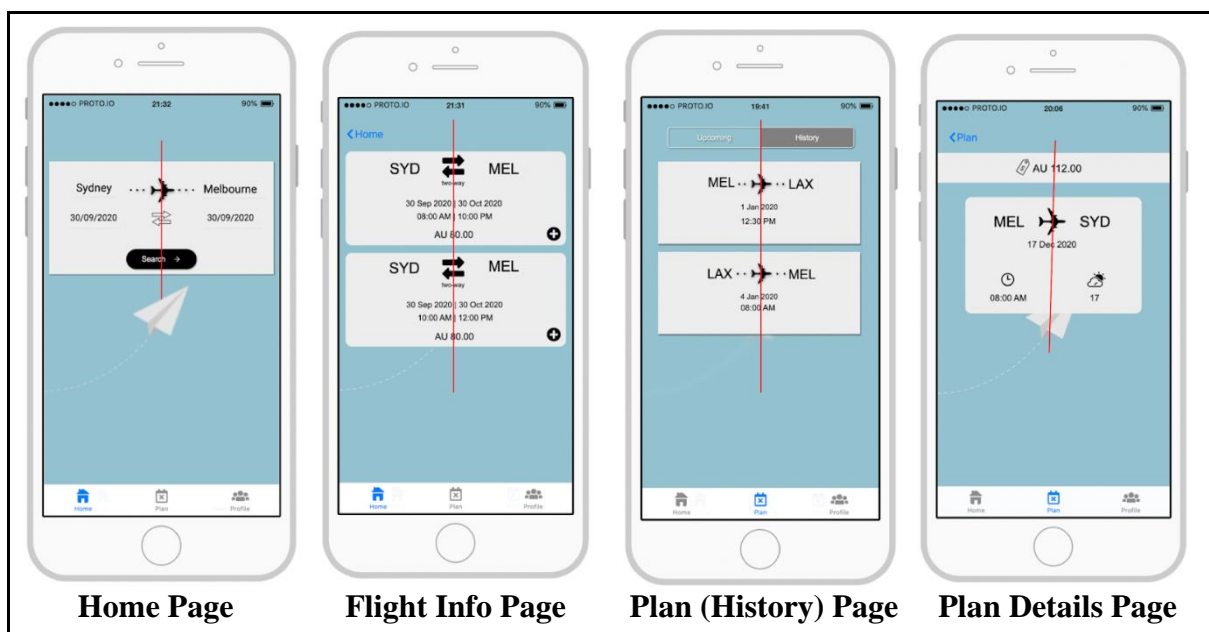 PROTO.IO 21:32 90%
Sydney Melbourne
30/09/2020 30/09/2020
Search →
Home Plan Profile
Home Page
PROTO.IO 21:31 90%
Home
SYD MEL
two-way
30 Sep 2020 | 30 Oct 2020
08:00 AM | 10:00 PM
AU 80.00
SYD MEL
two-way
30 Sep 2020 | 30 Oct 2020
10:00 AM | 12:00 PM
AU 80.00
Home Plan Profile
Flight Info Page
PROTO.IO 19:41 90%
Upcoming History
MEL LAX
1 Jan 2020
12:30 PM
LAX MEL
4 Jan 2020
08:00 AM
Home Plan Profile
Plan (History) Page
PROTO.IO 20:06 90%
Plan
AU 112.00
MEL SYD
17 Dec 2020
08:00 AM 17
Home Plan Profile
Plan Details Page